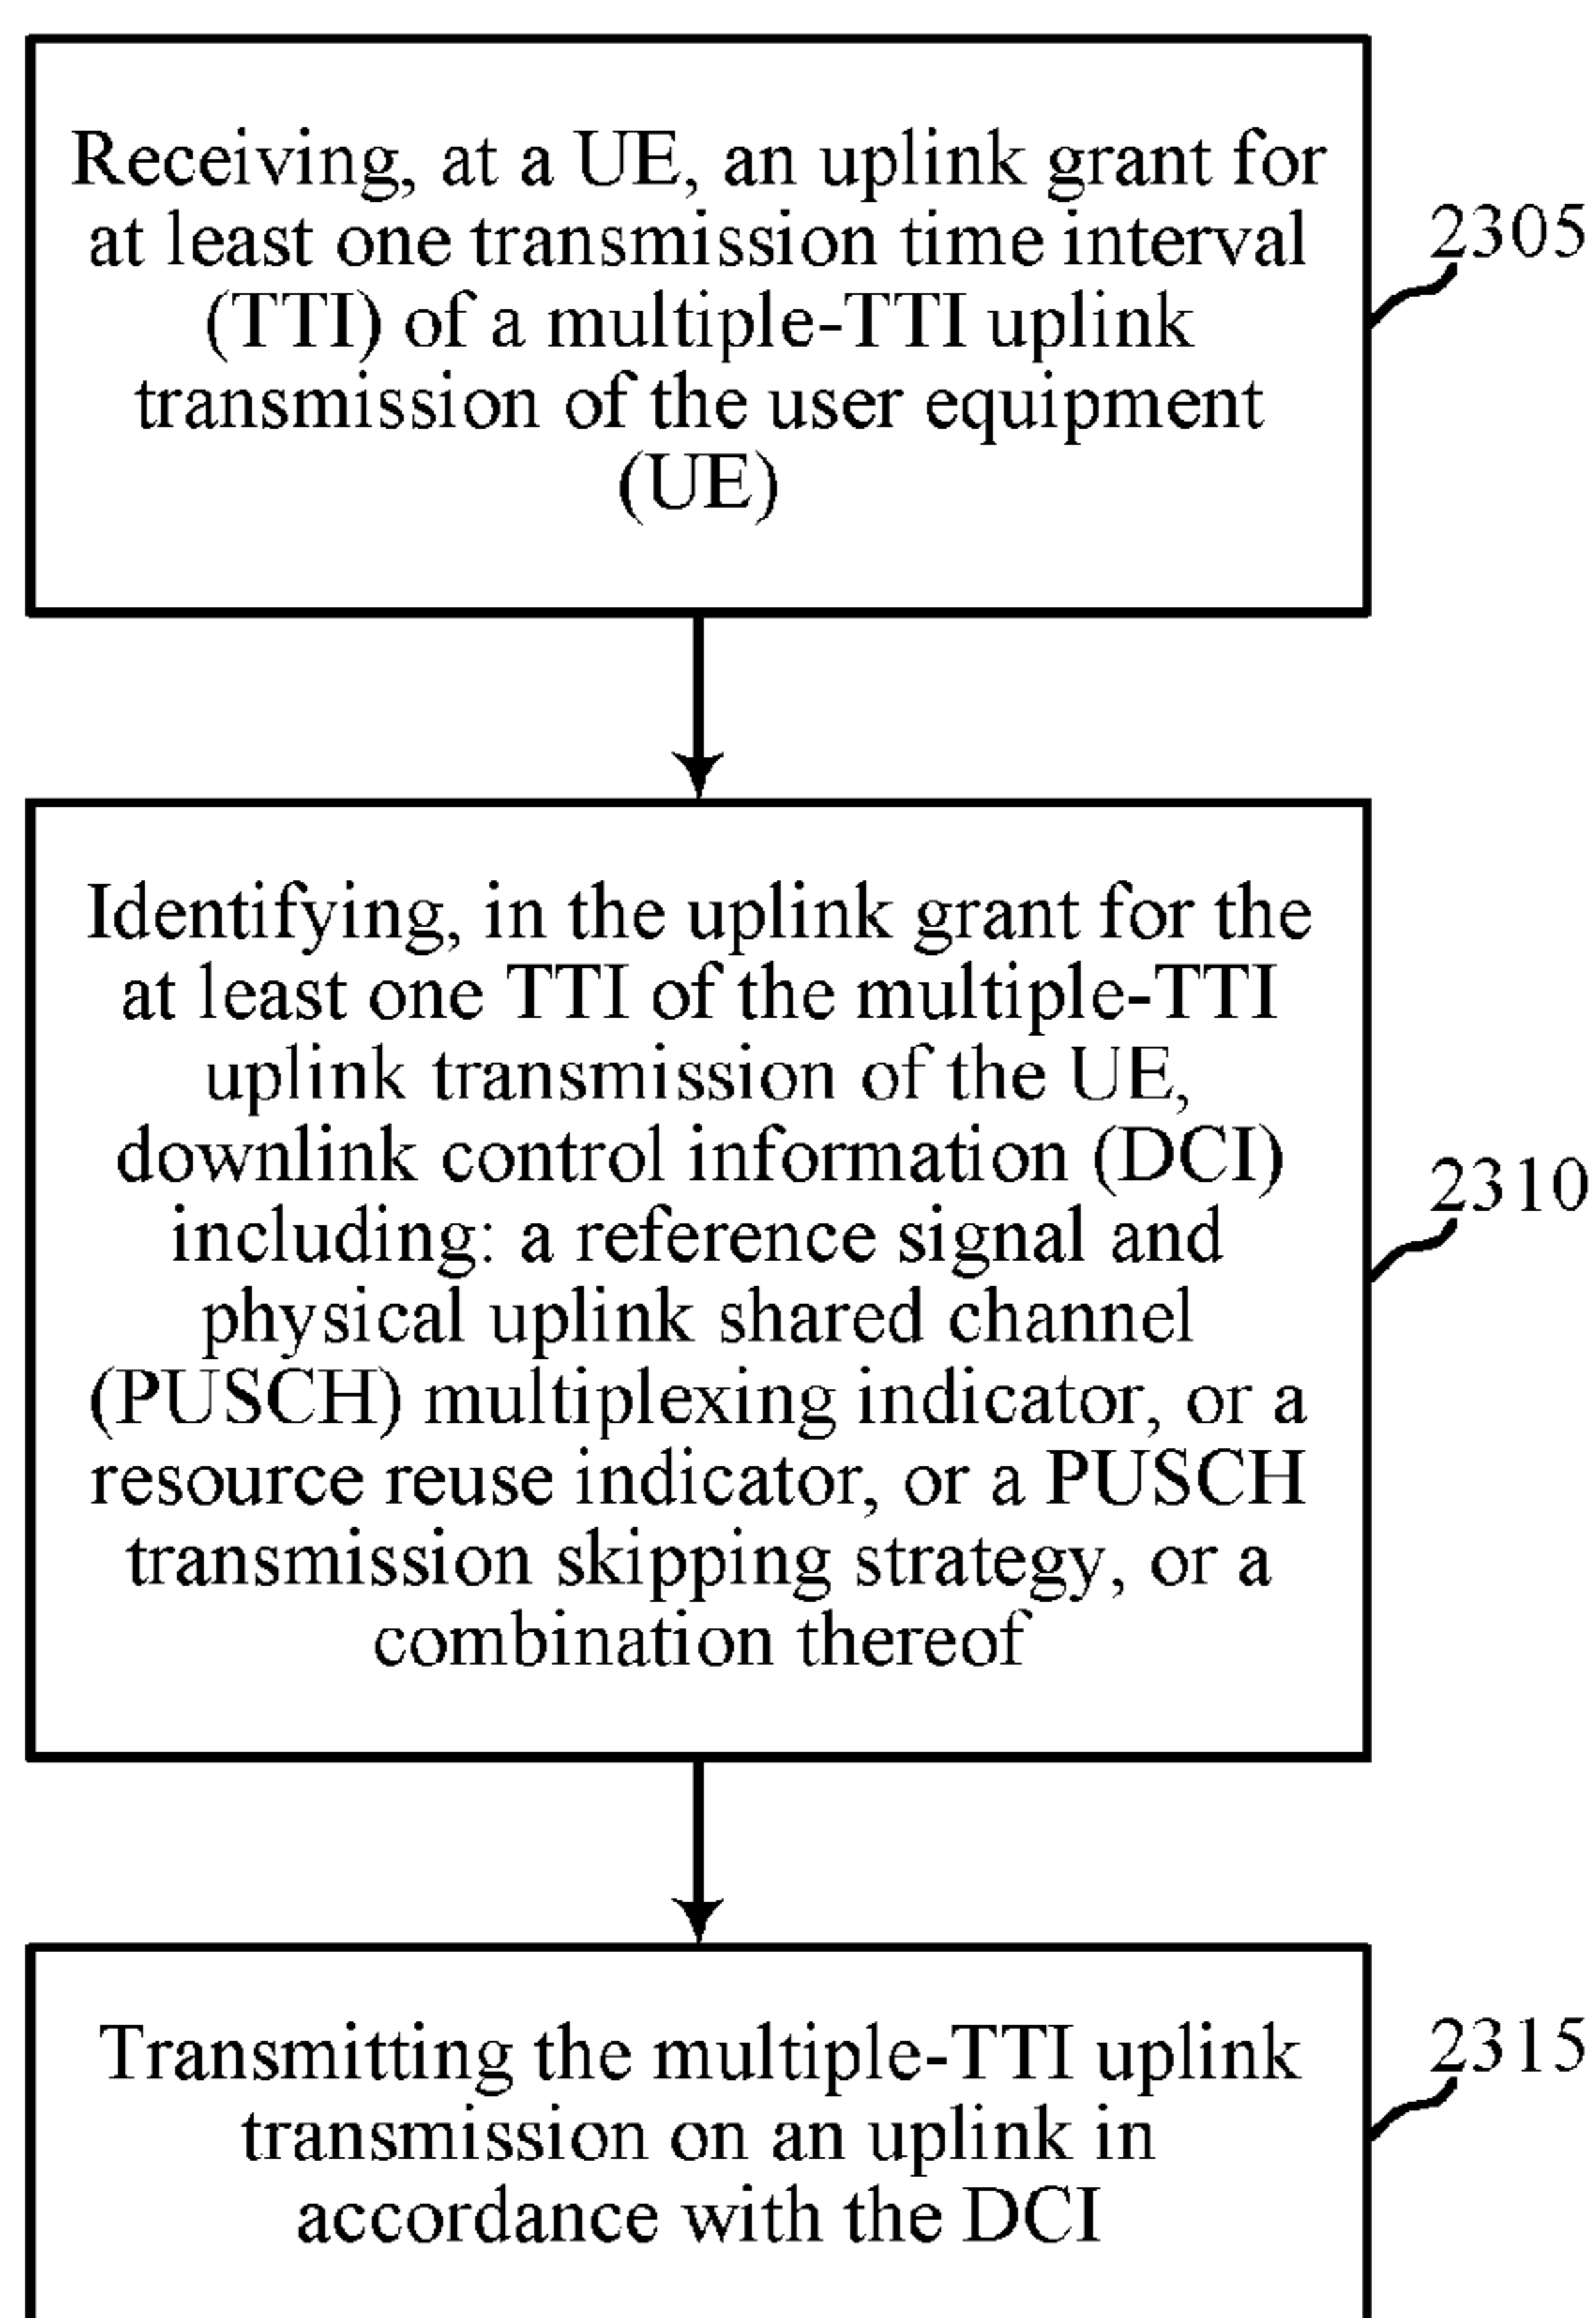 Receiving, at a UE, an uplink grant for
at least one transmission time interval
(TTI) of a multiple-TTI uplink
transmission of the user equipment
(UE)
2305
Identifying, in the uplink grant for the
at least one TTI of the multiple-TTI
uplink transmission of the UE,
downlink control information (DCI)
including: a reference signal and
physical uplink shared channel
(PUSCH) multiplexing indicator, or a
resource reuse indicator, or a PUSCH
transmission skipping strategy, or a
combination thereof
2310
Transmitting the multiple-TTI uplink
transmission on an uplink in
accordance with the DCI
2315